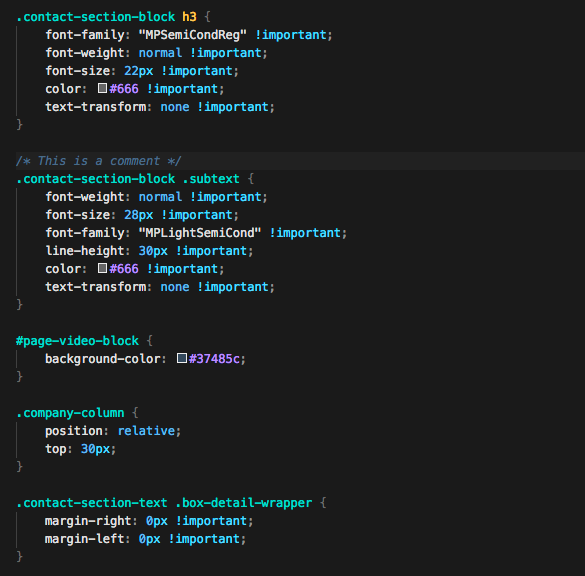 .contact-section-block h3 {
    font-family: "MPSemiCondReg" !important;
    font-weight: normal !important;
    font-size: 22px !important;
    color: #666 !important;
    text-transform: none !important;
}

/* This is a comment */
.contact-section-block .subtext {
    font-weight: normal !important;
    font-size: 28px !important;
    font-family: "MPLightSemiCond" !important;
    line-height: 30px !important;
    color: #666 !important;
    text-transform: none !important;
}

#page-video-block {
    background-color: #37485c;
}

.company-column {
    position: relative;
    top: 30px;
}

.contact-section-text .box-detail-wrapper {
    margin-right: 0px !important;
    margin-left: 0px !important;
}